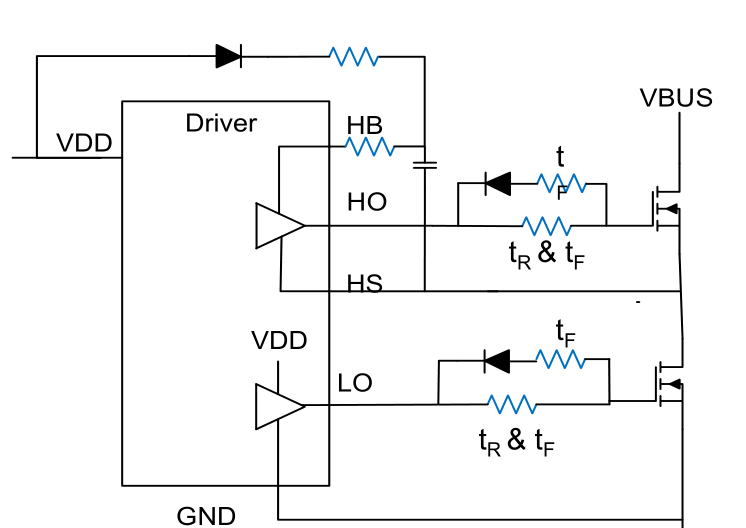 VBUS
Driver
HB
VDD
t
F
HO
tR & tF
HS
VDD
tF
LO
tR & tF
GND